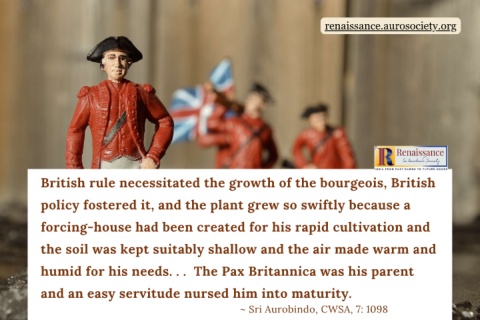 renaissance.aurosociety.org
Renaissance
Sri Aurobindo Society
British rule necessitated the growth of the bourgeois, British
policy fostered it, and the plant grew so swiftly because a
forcing-house had been created for his rapid cultivation and
the soil was kept suitably shallow and the air made warm and
humid for his needs. . .  The Pax Britannica was his parent
and an easy servitude nursed him into maturity.
~ Sri Aurobindo, CWSA, 7: 1098